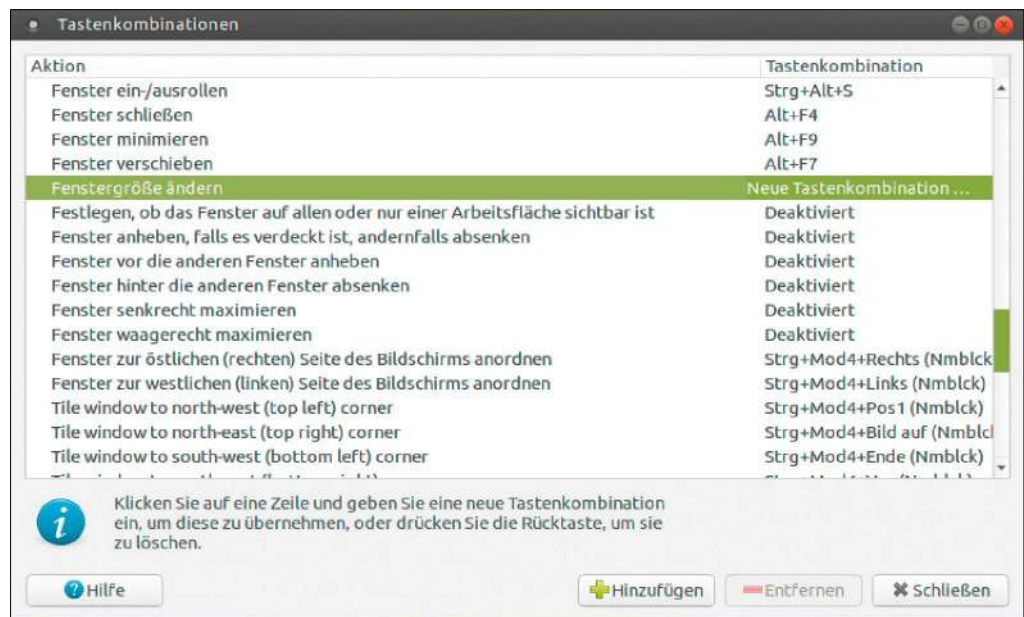 Tastenkombinationen
Aktion Tastenkombination
Fenster ein-/ausrollen Strg+Alt+S
Fenster schließen Alt+F4
Fenster minimieren Alt+F9
Fenster verschieben Alt+F7
Fenstergröße ändern Neue Tastenkombination ...
Festlegen, ob das Fenster auf allen oder nur einer Arbeitsfläche sichtbar ist Deaktiviert
Fenster anheben, falls es verdeckt ist, andernfalls absenken Deaktiviert
Fenster vor die anderen Fenster anheben Deaktiviert
Fenster hinter die anderen Fenster absenken Deaktiviert
Fenster senkrecht maximieren Deaktiviert
Fenster waagerecht maximieren Deaktiviert
Fenster zur östlichen (rechten) Seite des Bildschirms anordnen Strg+Mod4+Rechts (Nmblck
Fenster zur westlichen (linken) Seite des Bildschirms anordnen Strg+Mod4+Links (Nmblck)
Tile window to north-west (top left) corner Strg+Mod4+Pos1 (Nmblck)
Tile window to north-east (top right) corner Strg+Mod4+Bild auf (Nmblcl
Tile window to south-west (bottom left) corner Strg+Mod4+Ende (Nmblck)
Klicken Sie auf eine Zeile und geben Sie eine neue Tastenkombination
ein, um diese zu übernehmen, oder drücken Sie die Rücktaste, um sie
zu löschen.
Hilfe Hinzufügen Entfernen Schließen